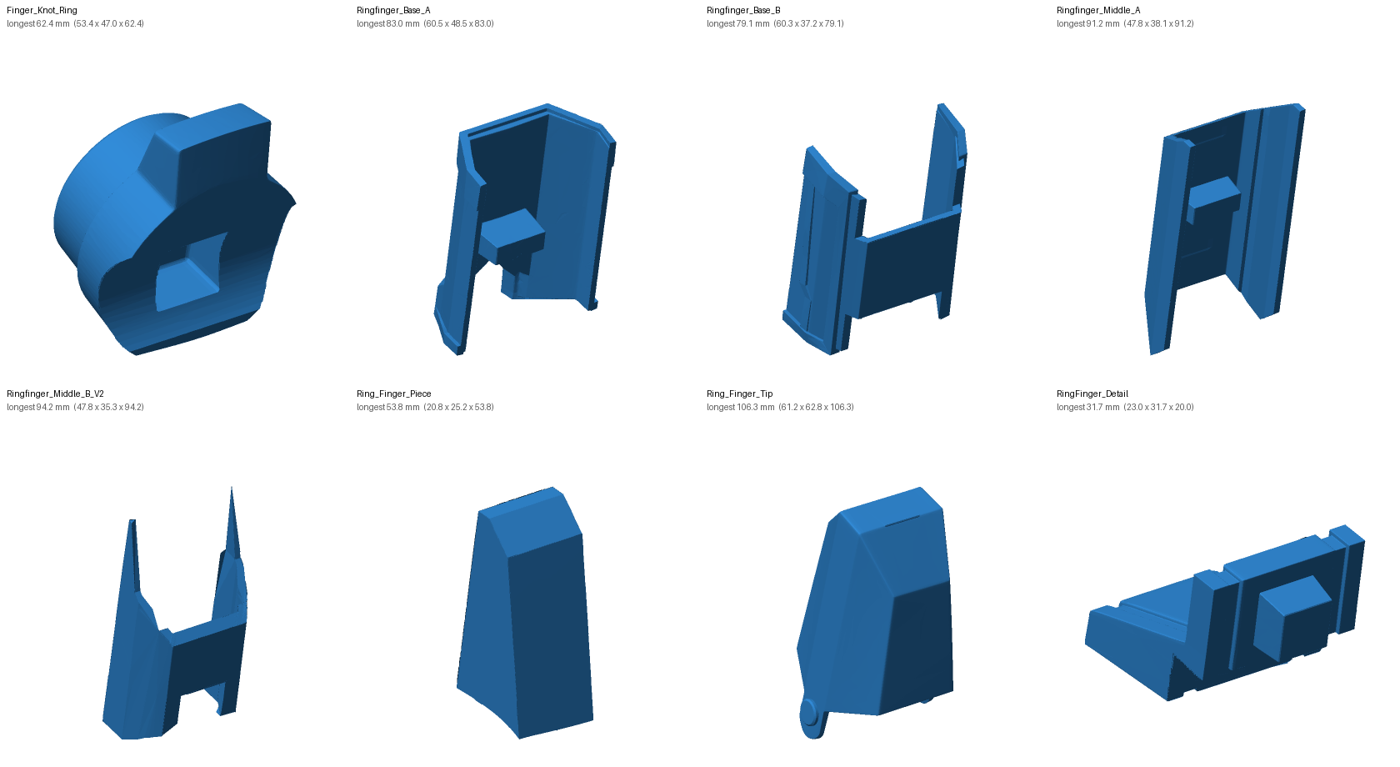 Finger_Knot_Ring
longest 62.4 mm (53.4 x 47.0 x 62.4)
Ringfinger_Base_A
longest 83.0 mm (60.5 x 48.5 x 83.0)
Ringfinger_Base_B
longest 79.1 mm (60.3 x 37.2 x 79.1)
Ringfinger_Middle_A
longest 91.2 mm (47.8 x 38.1 x 91.2)
Ringfinger_Middle_B_V2
longest 94.2 mm (47.8 x 35.3 x 94.2)
Ring_Finger_Piece
longest 53.8 mm (20.8 x 25.2 x 53.8)
Ring_Finger_Tip
longest 106.3 mm (61.2 x 62.8 x 106.3)
RingFinger_Detail
longest 31.7 mm (23.0 x 31.7 x 20.0)